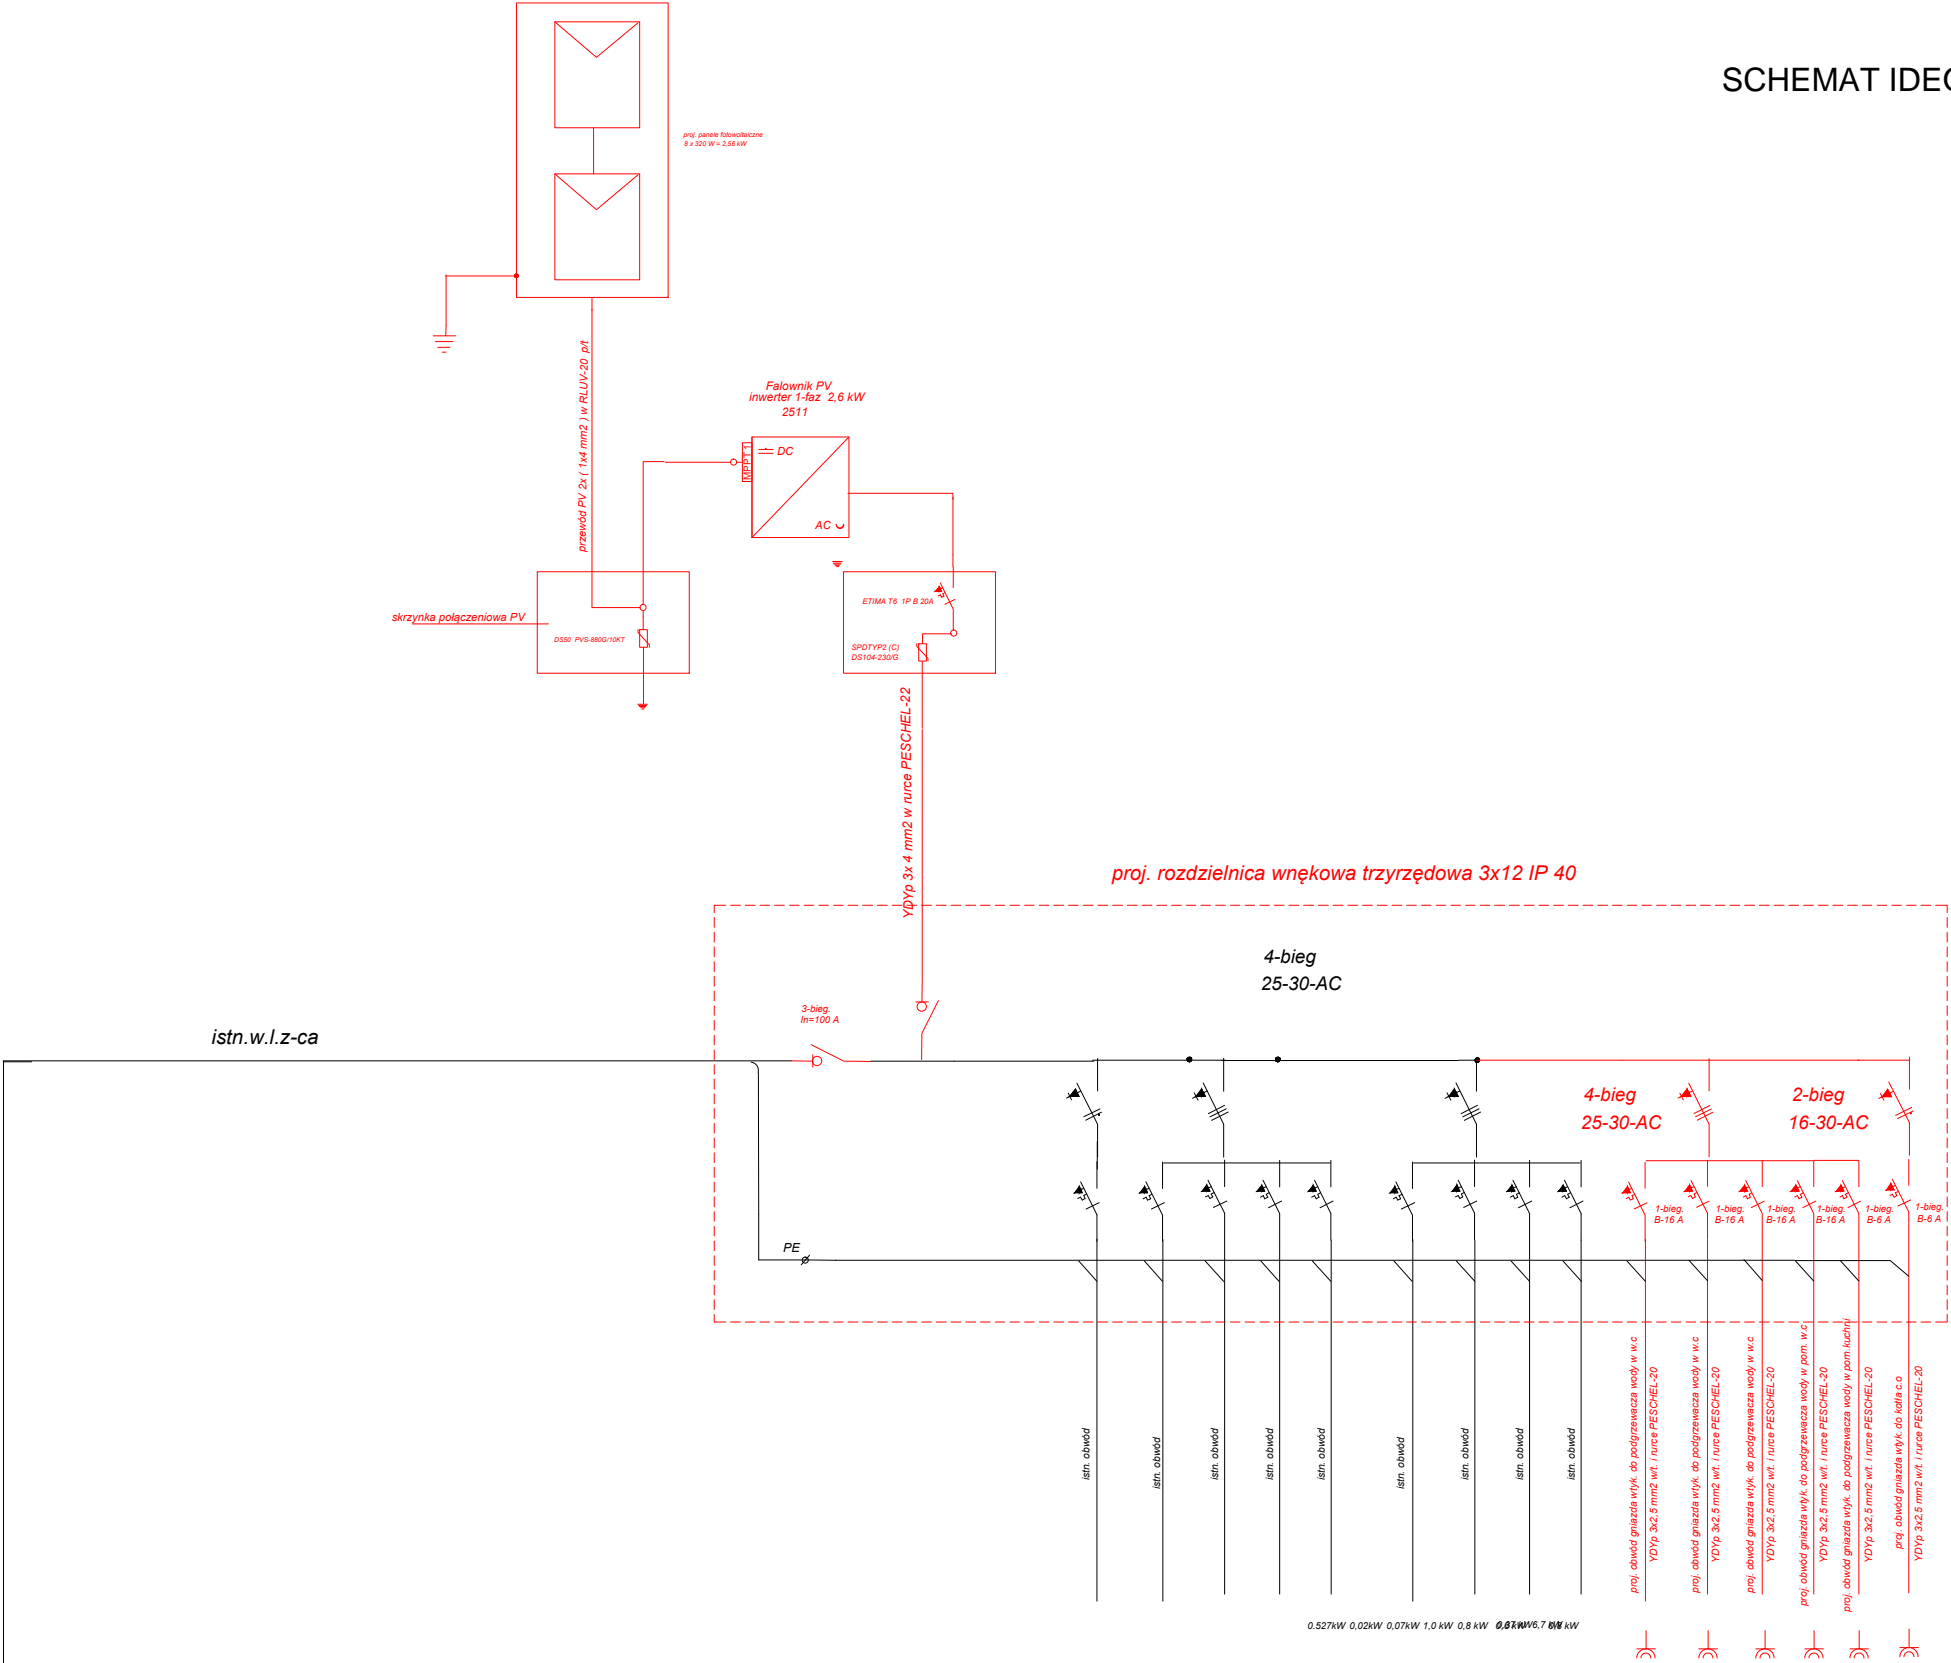 SCHEMAT IDEO
proj. panele fotowoltaiczne
8 x 320 W = 2,56 kW
przewód PV 2x ( 1x4 mm2 ) w RLUV-20 p/t
Falownik PV
inwerter 1-faz 2,6 kW
2511
MPPT 1
DC
AC
skrzynka połączeniowa PV
DS50 PVS-880G/10KT
ETIMA T6 1P B 20A
SPDTYP2 (C)
DS104-230/G
YDYp 3x 4 mm2 w rurce PESCHEL-22
proj. rozdzielnica wnękowa trzyrzędowa 3x12 IP 40
4-bieg
25-30-AC
3-bieg.
In=100 A
istn.w.l.z-ca
4-bieg
25-30-AC
2-bieg
16-30-AC
1-bieg.
B-16 A
1-bieg.
B-16 A
1-bieg.
B-16 A
1-bieg.
B-16 A
1-bieg.
B-6 A
1-bieg.
B-6 A
PE
istn. obwód
istn. obwód
istn. obwód
istn. obwód
istn. obwód
istn. obwód
istn. obwód
istn. obwód
istn. obwód
proj. obwód gniazda wtyk. do podgrzewacza wody w w.c
YDYp 3x2,5 mm2 w/t. i rurce PESCHEL-20
proj. obwód gniazda wtyk. do podgrzewacza wody w w.c
YDYp 3x2,5 mm2 w/t. i rurce PESCHEL-20
proj. obwód gniazda wtyk. do podgrzewacza wody w w.c
YDYp 3x2,5 mm2 w/t. i rurce PESCHEL-20
proj. obwód gniazda wtyk. do podgrzewacza wody w pom. w.c
YDYp 3x2,5 mm2 w/t. i rurce PESCHEL-20
proj. obwód gniazda wtyk. do podgrzewacza wody w pom.kuchni
YDYp 3x2,5 mm2 w/t. i rurce PESCHEL-20
proj. obwód gniazda wtyk. do kotła c.o
YDYp 3x2,5 mm2 w/t. i rurce PESCHEL-20
0.527kW 0,02kW 0,07kW 1,0 kW 0,8 kW